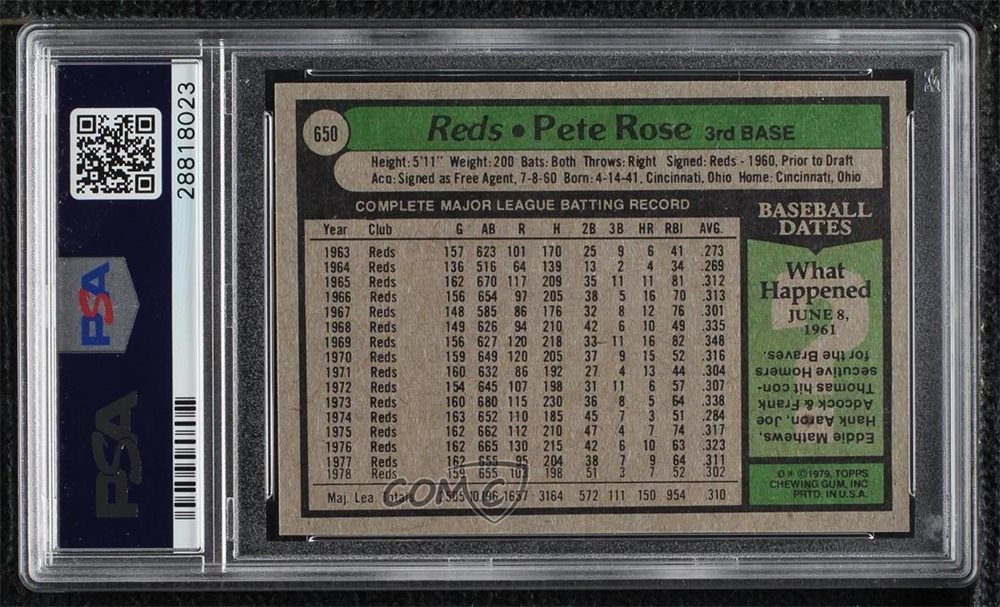 28818023
PSA
PSA
650
Reds • Pete Rose 3rd BASE
Height: 5'11" Weight: 200 Bats: Both Throws: Right Signed: Reds - 1960, Prior to Draft
Acq: Signed as Free Agent, 7-8-60 Born: 4-14-41, Cincinnati, Ohio Home: Cincinnati, Ohio
COMPLETE MAJOR LEAGUE BATTING RECORD
Year Club G AB R H 2B 3B HR RBI AVG.
1963 Reds 157 623 101 170 25 9 6 41 .273
1964 Reds 136 516 64 139 13 2 4 34 .269
1965 Reds 162 670 117 209 35 11 11 81 .312
1966 Reds 156 654 97 205 38 5 16 70 .313
1967 Reds 148 585 86 176 32 8 12 76 .301
1968 Reds 149 626 94 210 42 6 10 49 .335
1969 Reds 156 627 120 218 33 11 16 82 .348
1970 Reds 159 649 120 205 37 9 15 52 .316
1971 Reds 160 632 86 192 27 4 13 44 .304
1972 Reds 154 645 107 198 31 11 6 57 .307
1973 Reds 160 680 115 230 36 8 5 64 .338
1974 Reds 163 652 110 185 45 7 3 51 .284
1975 Reds 162 662 112 210 47 4 7 74 .317
1976 Reds 162 665 130 215 42 6 10 63 .323
1977 Reds 162 655 95 204 38 7 9 64 .311
1978 Reds 159 655 103 198 51 3 7 52 .302
Maj. Lea. Totals 2505 10196 1657 3164 572 111 150 954 .310
BASEBALL
DATES
What
Happened
JUNE 8,
1961
Eddie Mathews,
Hank Aaron, Joe
Adcock & Frank
Thomas hit con-
secutive Homers
for the Braves.
D * ©1979, TOPPS
CHEWING GUM, INC
PRTD. IN U.S.A.
COMC